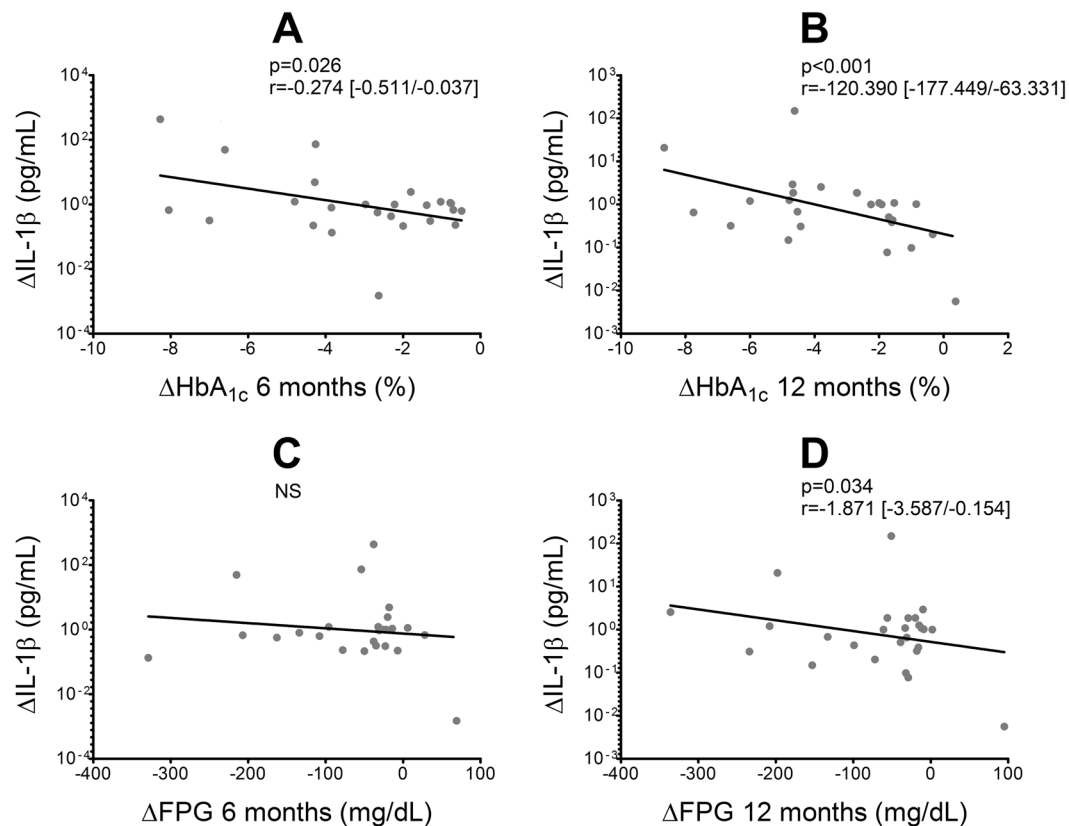 A
p=0.026
r=-0.274 [-0.511/-0.037]
ΔIL-1β (pg/mL)
10⁴
10²
10⁰
10⁻²
10⁻⁴
-10 -8 -6 -4 -2 0
ΔHbA₁c 6 months (%)
B
p<0.001
r=-120.390 [-177.449/-63.331]
ΔIL-1β (pg/mL)
10³
10²
10¹
10⁰
10⁻¹
10⁻²
10⁻³
-10 -8 -6 -4 -2 0 2
ΔHbA₁c 12 months (%)
C
NS
ΔIL-1β (pg/mL)
10⁴
10²
10⁰
10⁻²
10⁻⁴
-400 -300 -200 -100 0 100
ΔFPG 6 months (mg/dL)
D
p=0.034
r=-1.871 [-3.587/-0.154]
ΔIL-1β (pg/mL)
10³
10²
10¹
10⁰
10⁻¹
10⁻²
10⁻³
-400 -300 -200 -100 0 100
ΔFPG 12 months (mg/dL)